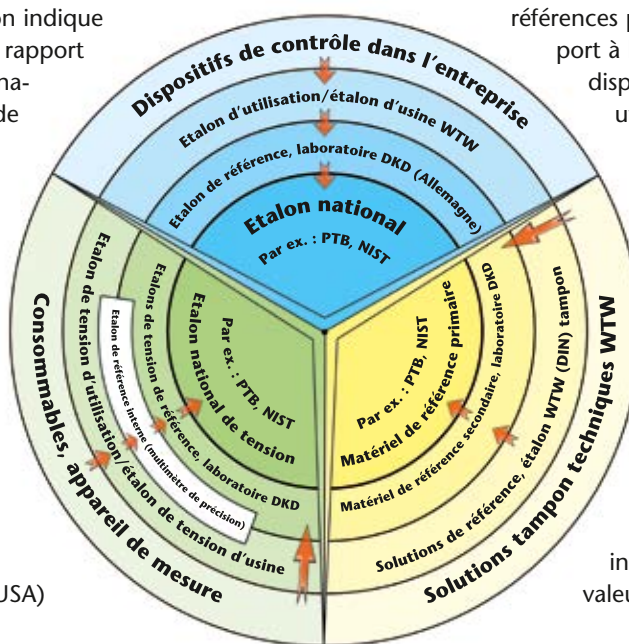 on indique
rapport
na-
de
références p
port à
disp
u
Dispositifs de contrôle dans l'entreprise
Etalon d'utilisation/étalon d'usine WTW
Etalon de référence, laboratoire DKD (Allemagne)
Etalon national
Par ex. : PTB, NIST
Consommables, appareil de mesure
Etalon de tension d'utilisation/étalon de tension d'usine
Etalon de référence interne (multimètre de précision)
Etalons de tension de référence, laboratoire DKD
Etalon national de tension
Par ex. : PTB, NIST
Par ex. : PTB, NIST
Matériel de référence primaire
Matériel de référence secondaire, laboratoire DKD
Solutions de référence, étalon WTW (DIN) tampon
Solutions tampon techniques WTW
USA)
in
valeu